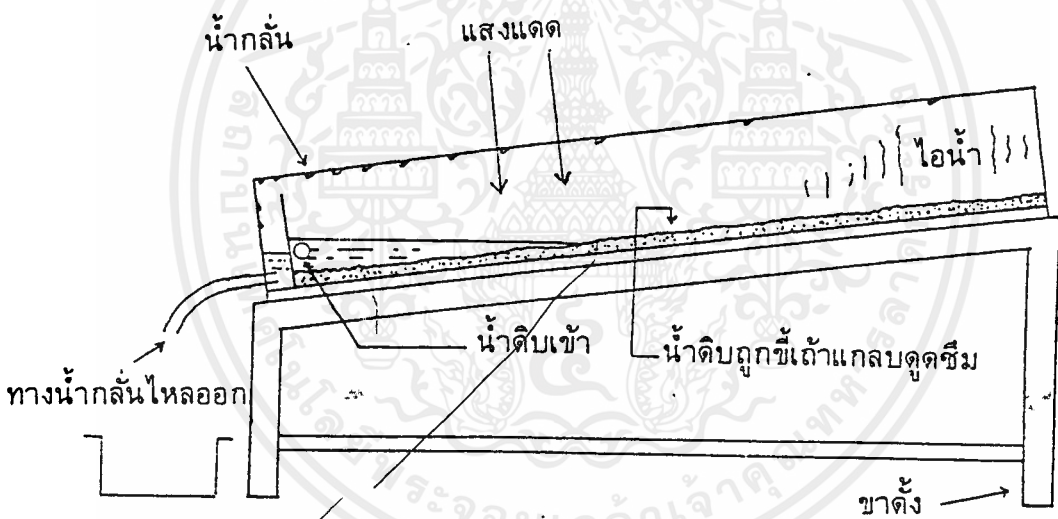 น้ำกลั่น
แสงแดด
ไอน้ำ
น้ำดิบเข้า
น้ำดิบถูกขี้เถ้าแกลบดูดซึม
ทางน้ำกลั่นไหลออก
ขาตั้ง